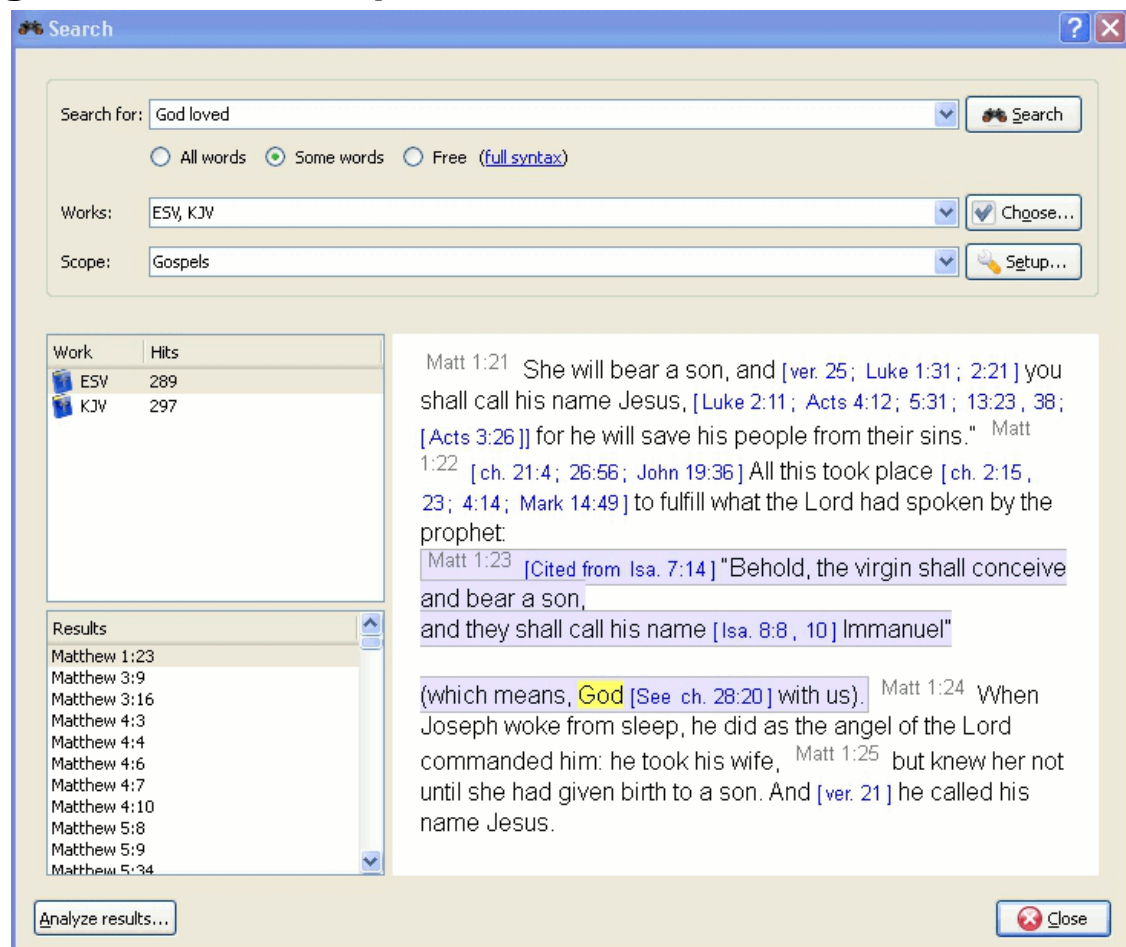 Search
Search for: God loved Search
All words Some words Free (full syntax)
Works: ESV, KJV Choose...
Scope: Gospels Setup...
Work Hits
ESV 289
KJV 297
Results
Matthew 1:23
Matthew 3:9
Matthew 3:16
Matthew 4:3
Matthew 4:4
Matthew 4:6
Matthew 4:7
Matthew 4:10
Matthew 5:8
Matthew 5:9
Matthew 5:34
Matt 1:21 She will bear a son, and [ver. 25; Luke 1:31; 2:21] you
shall call his name Jesus, [Luke 2:11; Acts 4:12; 5:31; 13:23, 38;
[Acts 3:26]] for he will save his people from their sins." Matt
1:22 [ch. 21:4; 26:56; John 19:36] All this took place [ch. 2:15,
23; 4:14; Mark 14:49] to fulfill what the Lord had spoken by the
prophet:
Matt 1:23 [Cited from Isa. 7:14] "Behold, the virgin shall conceive
and bear a son,
and they shall call his name [Isa. 8:8, 10] Immanuel"
(which means, God [See ch. 28:20] with us). Matt 1:24 When
Joseph woke from sleep, he did as the angel of the Lord
commanded him: he took his wife, Matt 1:25 but knew her not
until she had given birth to a son. And [ver. 21] he called his
name Jesus.
Analyze results... Close